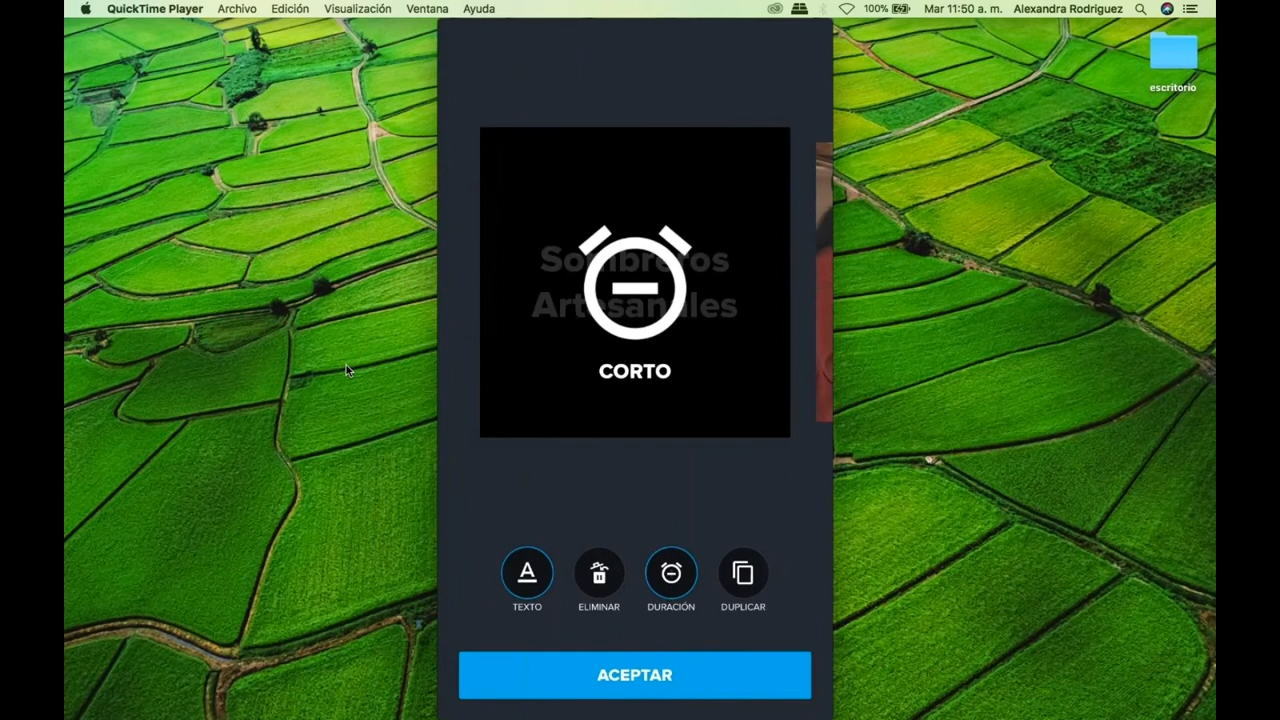 QuickTime Player Archivo Edición Visualización Ventana Ayuda 100% Mar 11:50 a. m. Alexandra Rodriguez
escritorio
Sombreros
Artesanales
CORTO
TEXTO ELIMINAR DURACIÓN DUPLICAR
ACEPTAR